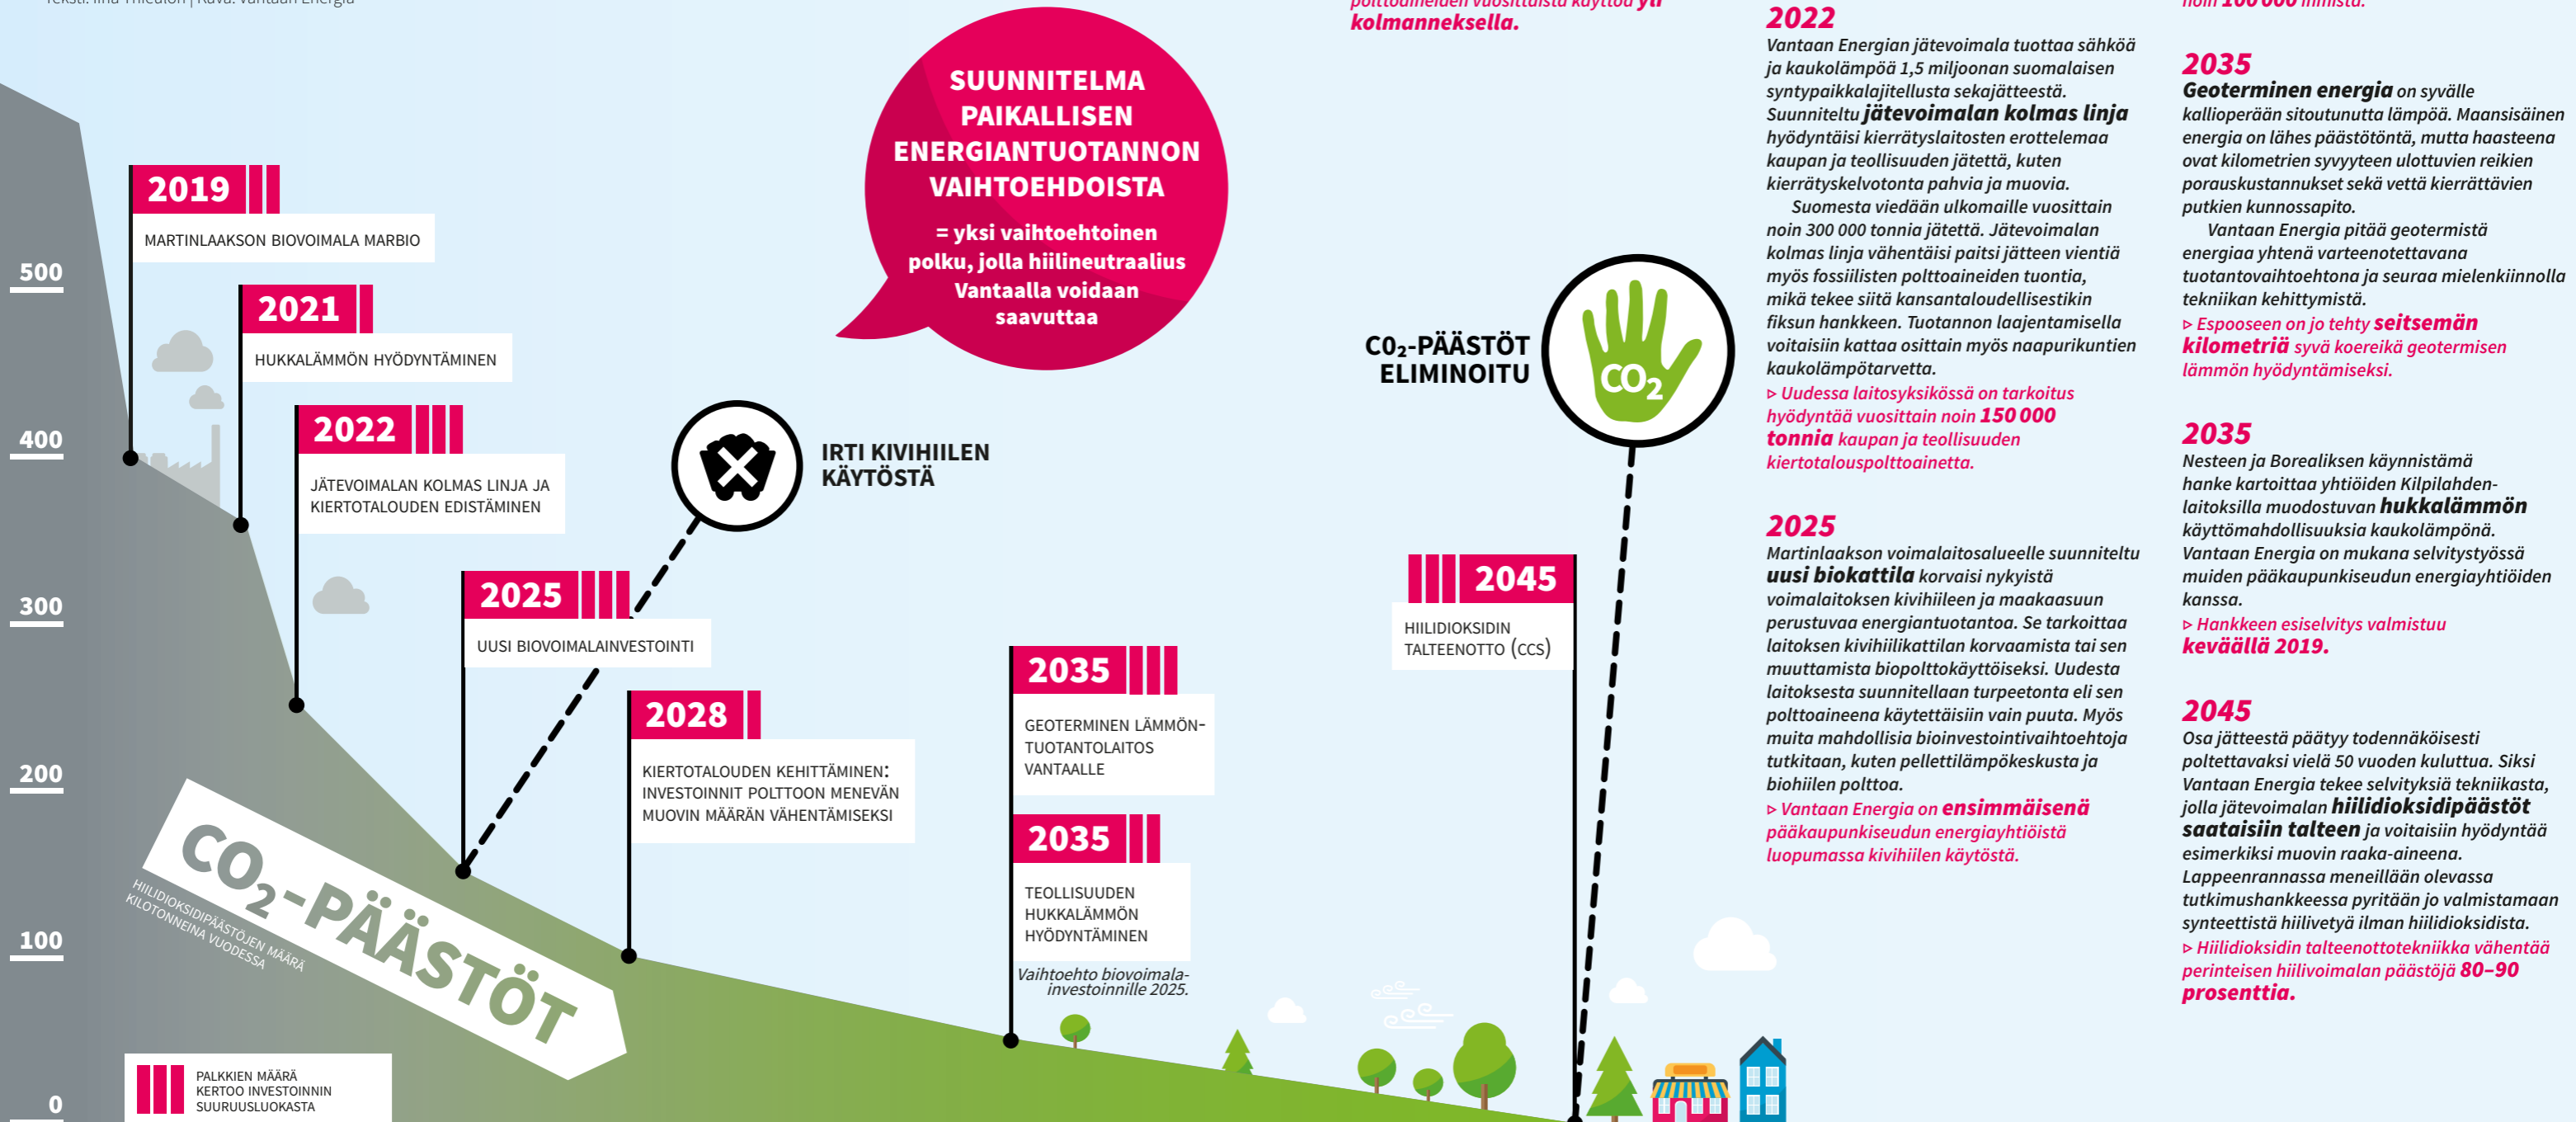 Teksti: Iina Thieulon | Kuva: Vantaan Energia
SUUNNITELMA
PAIKALLISEN
ENERGIANTUOTANNON
VAIHTOEHDOISTA
= yksi vaihtoehtoinen
polku, jolla hiilineutraalius
Vantaalla voidaan
saavuttaa
500
400
300
200
100
0
2019
MARTINLAAKSON BIOVOIMALA MARBIO
2021
HUKKALÄMMÖN HYÖDYNTÄMINEN
2022
JÄTEVOIMALAN KOLMAS LINJA JA
KIERTOTALOUDEN EDISTÄMINEN
IRTI KIVIHIILEN
KÄYTÖSTÄ
2025
UUSI BIOVOIMALAINVESTOINTI
2028
KIERTOTALOUDEN KEHITTÄMINEN:
INVESTOINNIT POLTTOON MENEVÄN
MUOVIN MÄÄRÄN VÄHENTÄMISEKSI
2035
GEOTERMINEN LÄMMÖN-
TUOTANTOLAITOS
VANTAALLE
2035
TEOLLISUUDEN
HUKKALÄMMÖN
HYÖDYNTÄMINEN
Vaihtoehto biovoimala-
investoinnille 2025.
2045
HIILIDIOKSIDIN
TALTEENOTTO (CCS)
C0₂-PÄÄSTÖT
ELIMINOITU
CO₂
CO₂-PÄÄSTÖT
HIILIDIOKSIDIPÄÄSTÖJEN MÄÄRÄ
KILOTONNEINA VUODESSA
PALKKIEN MÄÄRÄ
KERTOO INVESTOINNIN
SUURUUSLUOKASTA
polttoaineiden vuosittaista käyttöä yli
kolmanneksella.
2022
Vantaan Energian jätevoimala tuottaa sähköä
ja kaukolämpöä 1,5 miljoonan suomalaisen
syntypaikkalajitellusta sekajätteestä.
Suunniteltu jätevoimalan kolmas linja
hyödyntäisi kierrätyslaitosten erottelemaa
kaupan ja teollisuuden jätettä, kuten
kierrätyskelvotonta pahvia ja muovia.
Suomesta viedään ulkomaille vuosittain
noin 300 000 tonnia jätettä. Jätevoimalan
kolmas linja vähentäisi paitsi jätteen vientiä
myös fossiilisten polttoaineiden tuontia,
mikä tekee siitä kansantaloudellisestikin
fiksun hankkeen. Tuotannon laajentamisella
voitaisiin kattaa osittain myös naapurikuntien
kaukolämpötarvetta.
▹ Uudessa laitosyksikössä on tarkoitus
hyödyntää vuosittain noin 150 000
tonnia kaupan ja teollisuuden
kiertotalouspolttoainetta.
2025
Martinlaakson voimalaitosalueelle suunniteltu
uusi biokattila korvaisi nykyistä
voimalaitoksen kivihiileen ja maakaasuun
perustuvaa energiantuotantoa. Se tarkoittaa
laitoksen kivihiilikattilan korvaamista tai sen
muuttamista biopolttokäyttöiseksi. Uudesta
laitoksesta suunnitellaan turpeetonta eli sen
polttoaineena käytettäisiin vain puuta. Myös
muita mahdollisia bioinvestointivaihtoehtoja
tutkitaan, kuten pellettilämpökeskusta ja
biohiilen polttoa.
▹ Vantaan Energia on ensimmäisenä
pääkaupunkiseudun energiayhtiöistä
luopumassa kivihiilen käytöstä.
noin 100 000 ihmistä.
2035
Geoterminen energia on syvälle
kallioperään sitoutunutta lämpöä. Maansisäinen
energia on lähes päästötöntä, mutta haasteena
ovat kilometrien syvyyteen ulottuvien reikien
porauskustannukset sekä vettä kierrättävien
putkien kunnossapito.
Vantaan Energia pitää geotermistä
energiaa yhtenä varteenotettavana
tuotantovaihtoehtona ja seuraa mielenkiinnolla
tekniikan kehittymistä.
▹ Espooseen on jo tehty seitsemän
kilometriä syvä koereikä geotermisen
lämmön hyödyntämiseksi.
2035
Nesteen ja Borealiksen käynnistämä
hanke kartoittaa yhtiöiden Kilpilahden-
laitoksilla muodostuvan hukkalämmön
käyttömahdollisuuksia kaukolämpönä.
Vantaan Energia on mukana selvitystyössä
muiden pääkaupunkiseudun energiayhtiöiden
kanssa.
▹ Hankkeen esiselvitys valmistuu
keväällä 2019.
2045
Osa jätteestä päätyy todennäköisesti
poltettavaksi vielä 50 vuoden kuluttua. Siksi
Vantaan Energia tekee selvityksiä tekniikasta,
jolla jätevoimalan hiilidioksidipäästöt
saataisiin talteen ja voitaisiin hyödyntää
esimerkiksi muovin raaka-aineena.
Lappeenrannassa meneillään olevassa
tutkimushankkeessa pyritään jo valmistamaan
synteettistä hiilivetyä ilman hiilidioksidista.
▹ Hiilidioksidin talteenottotekniikka vähentää
perinteisen hiilivoimalan päästöjä 80–90
prosenttia.